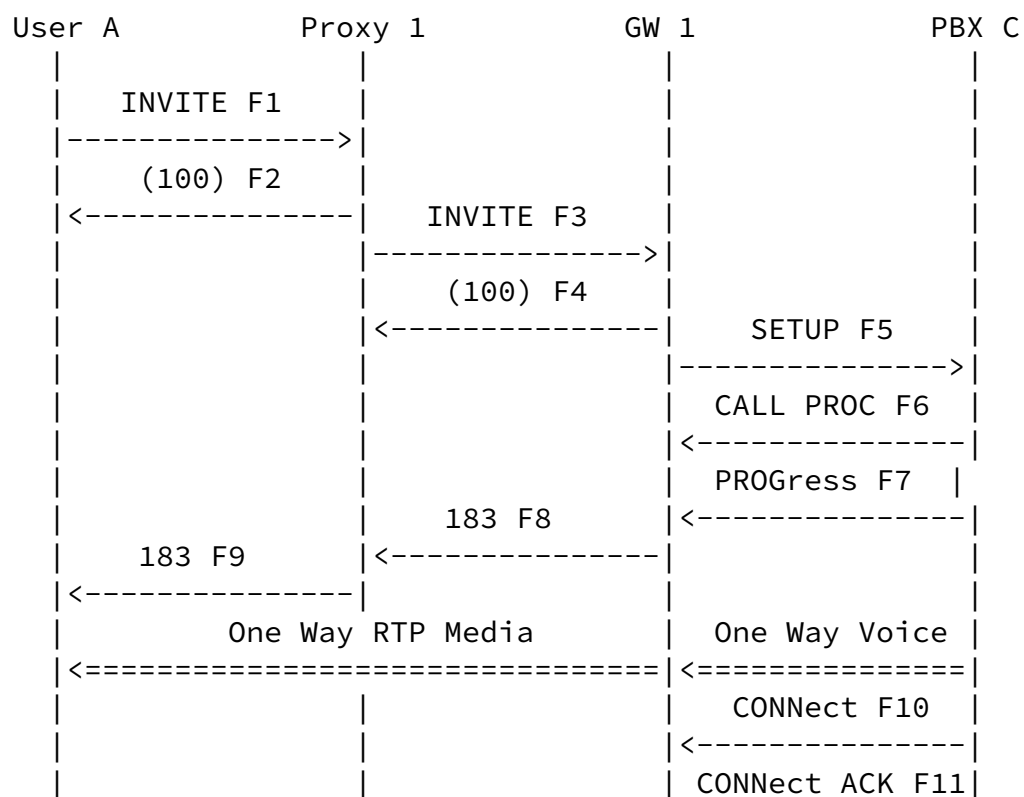 User A Proxy 1 GW 1 PBX C
INVITE F1
(100) F2
INVITE F3
(100) F4
SETUP F5
CALL PROC F6
PROGress F7
183 F8
183 F9
One Way RTP Media One Way Voice
CONNect F10
CONNect ACK F11